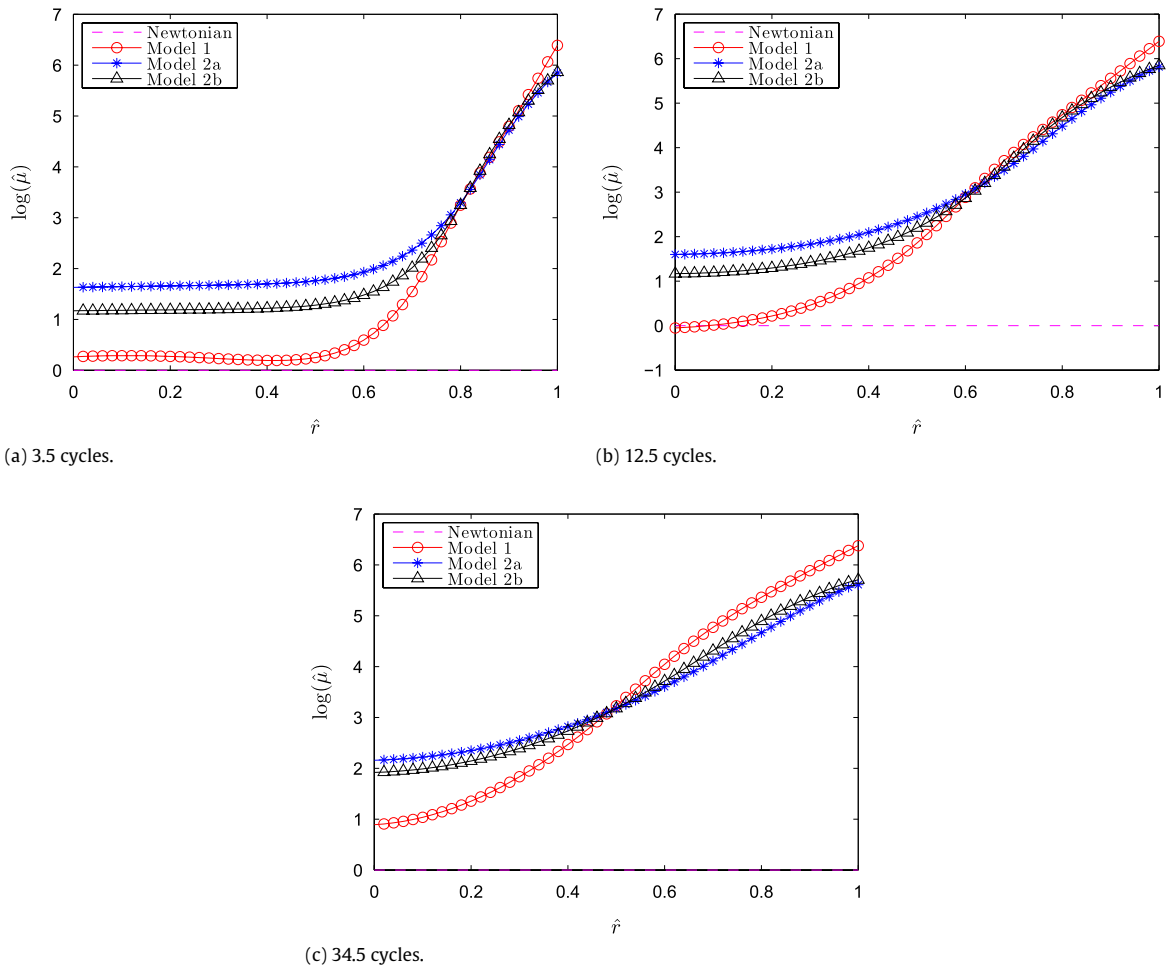 7
6
5
4
3
2
1
0
log(μ̂)
Newtonian
Model 1
Model 2a
Model 2b
0 0.2 0.4 0.6 0.8 1
r̂
(a) 3.5 cycles.
7
6
5
4
3
2
1
0
−1
log(μ̂)
Newtonian
Model 1
Model 2a
Model 2b
0 0.2 0.4 0.6 0.8 1
r̂
(b) 12.5 cycles.
7
6
5
4
3
2
1
0
log(μ̂)
Newtonian
Model 1
Model 2a
Model 2b
0 0.2 0.4 0.6 0.8 1
r̂
(c) 34.5 cycles.